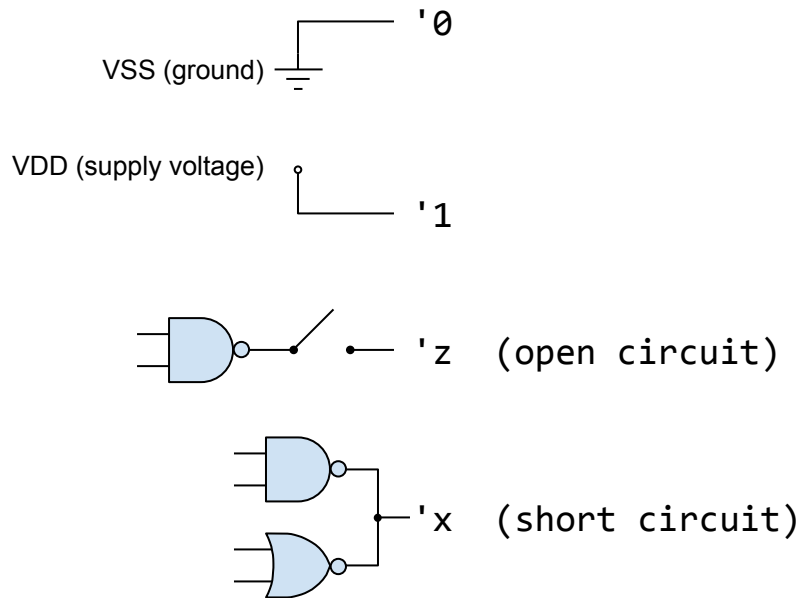 '0
VSS (ground)
VDD (supply voltage)
'1
'z (open circuit)
'x (short circuit)